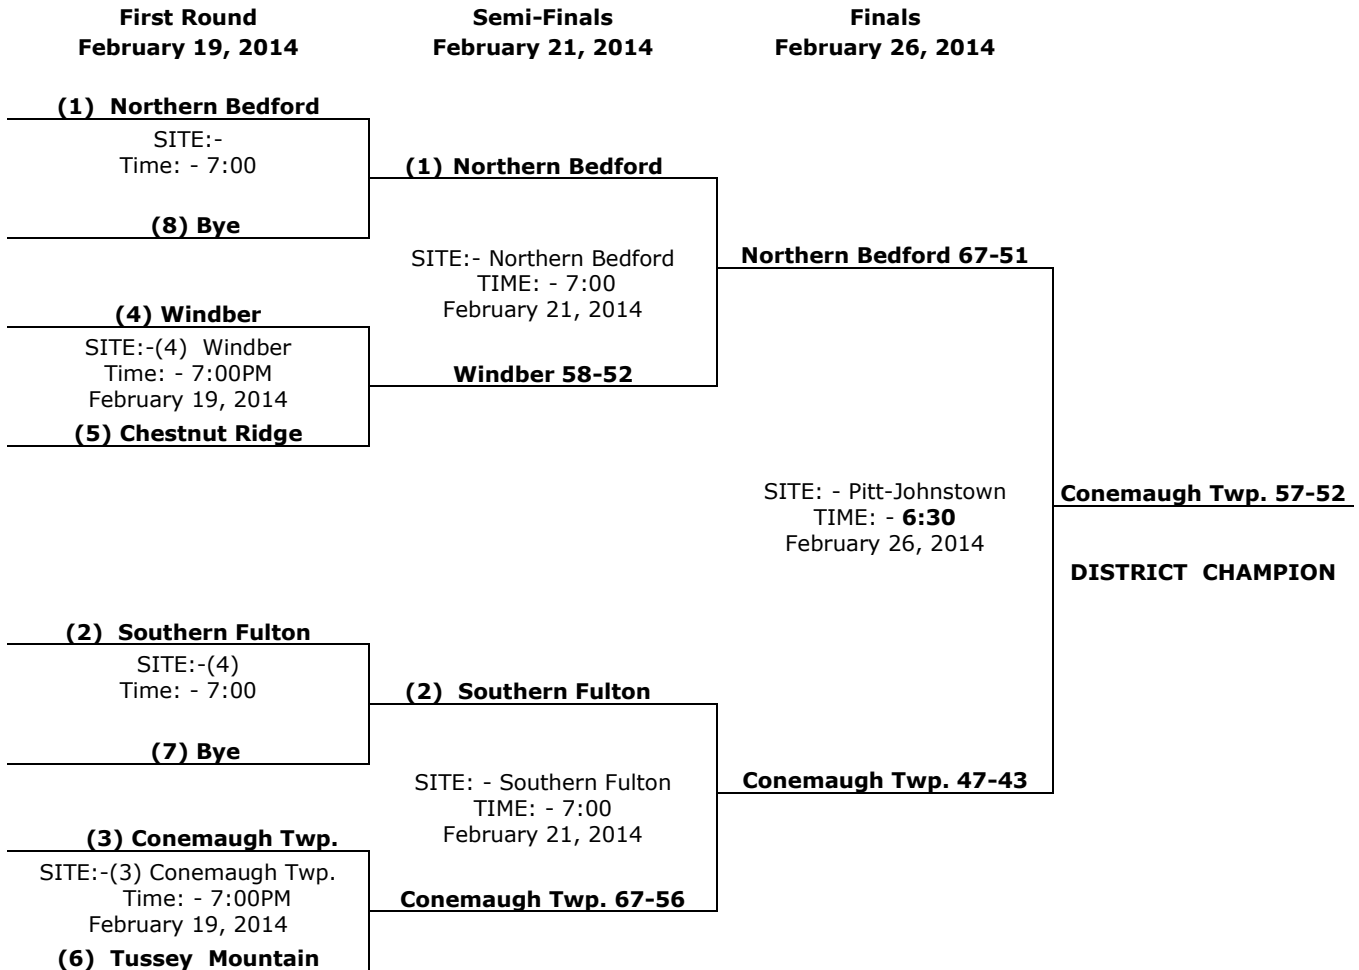 First Round
February 19, 2014
Semi-Finals
February 21, 2014
Finals
February 26, 2014
(1) Northern Bedford
SITE:-
Time: - 7:00
(8) Bye
(4) Windber
SITE:-(4) Windber
Time: - 7:00PM
February 19, 2014
(5) Chestnut Ridge
(1) Northern Bedford
SITE:- Northern Bedford
TIME: - 7:00
February 21, 2014
Windber 58-52
Northern Bedford 67-51
SITE: - Pitt-Johnstown
TIME: - 6:30
February 26, 2014
Conemaugh Twp. 57-52
DISTRICT CHAMPION
(2) Southern Fulton
SITE:-(4)
Time: - 7:00
(7) Bye
(3) Conemaugh Twp.
SITE:-(3) Conemaugh Twp.
Time: - 7:00PM
February 19, 2014
(6) Tussey Mountain
(2) Southern Fulton
SITE: - Southern Fulton
TIME: - 7:00
February 21, 2014
Conemaugh Twp. 67-56
Conemaugh Twp. 47-43